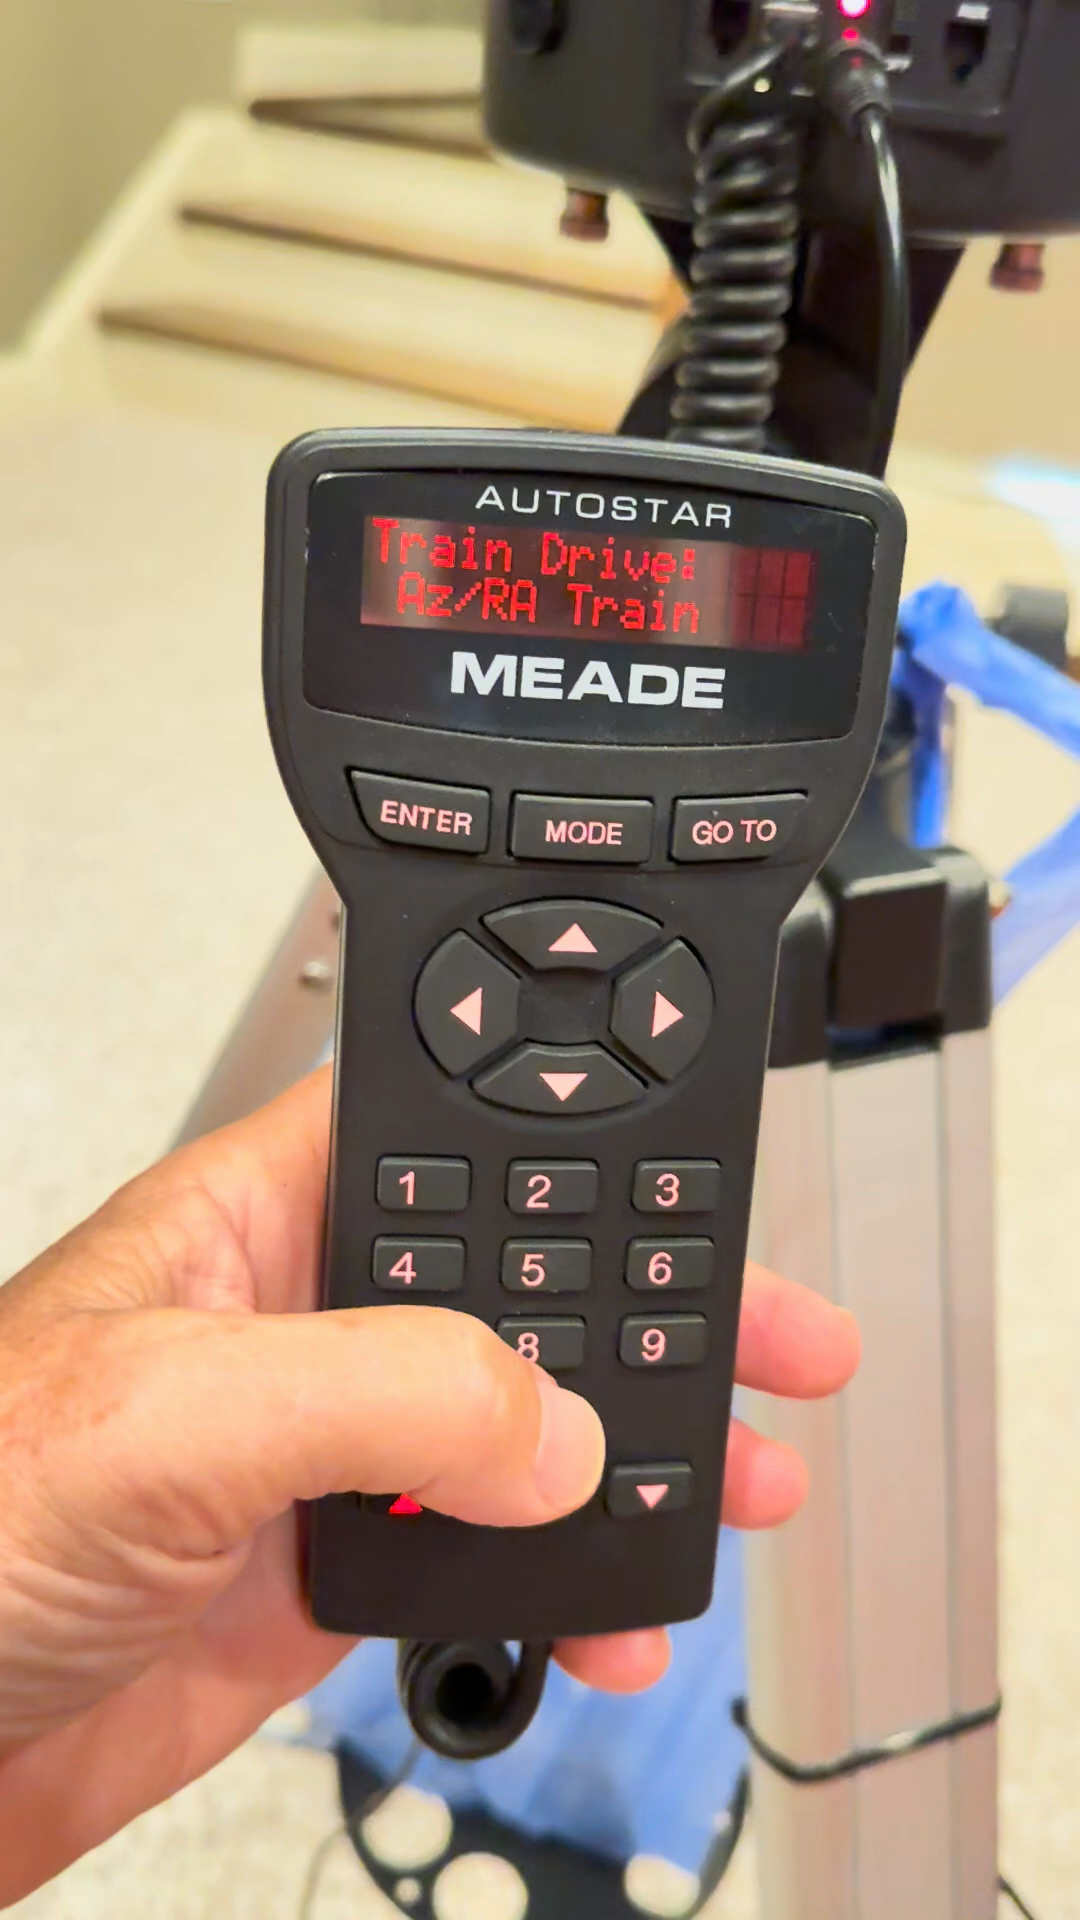 AUTOSTAR
Train Drive:
Az/RA Train
MEADE
ENTER MODE GO TO
1 2 3
4 5 6
8 9